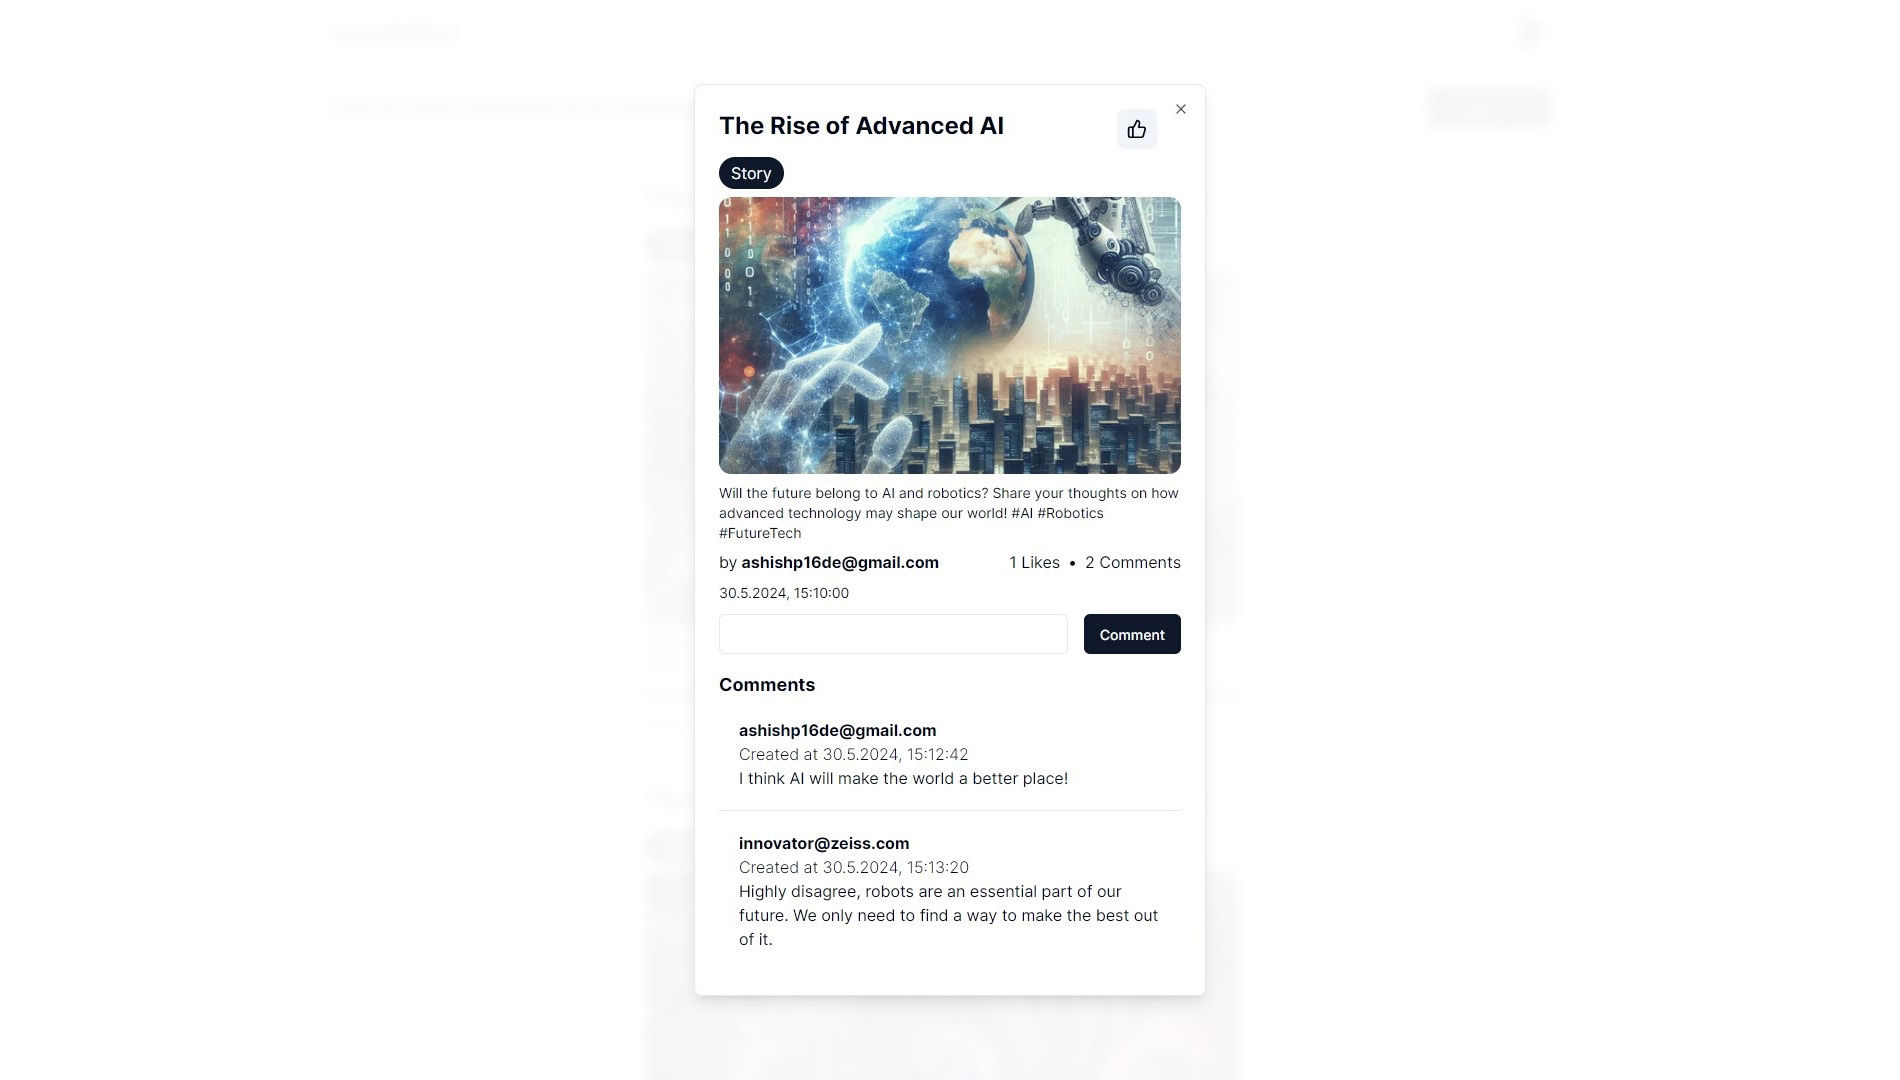 The Rise of Advanced AI
Story
Will the future belong to AI and robotics? Share your thoughts on how
advanced technology may shape our world! #AI #Robotics
#FutureTech
by ashishp16de@gmail.com 1 Likes • 2 Comments
30.5.2024, 15:10:00
Comment
Comments
ashishp16de@gmail.com
Created at 30.5.2024, 15:12:42
I think AI will make the world a better place!
innovator@zeiss.com
Created at 30.5.2024, 15:13:20
Highly disagree, robots are an essential part of our
future. We only need to find a way to make the best out
of it.